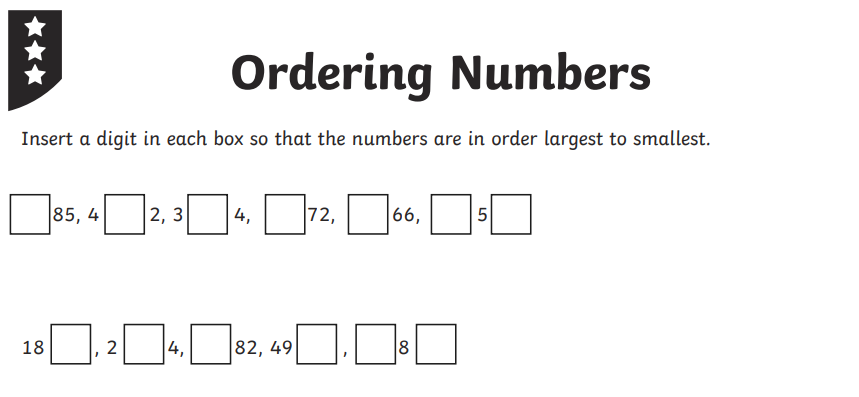 Ordering Numbers
Insert a digit in each box so that the numbers are in order largest to smallest.
85, 4 2, 3 4, 72, 66, 5
18 , 2 4, 82, 49 , 8